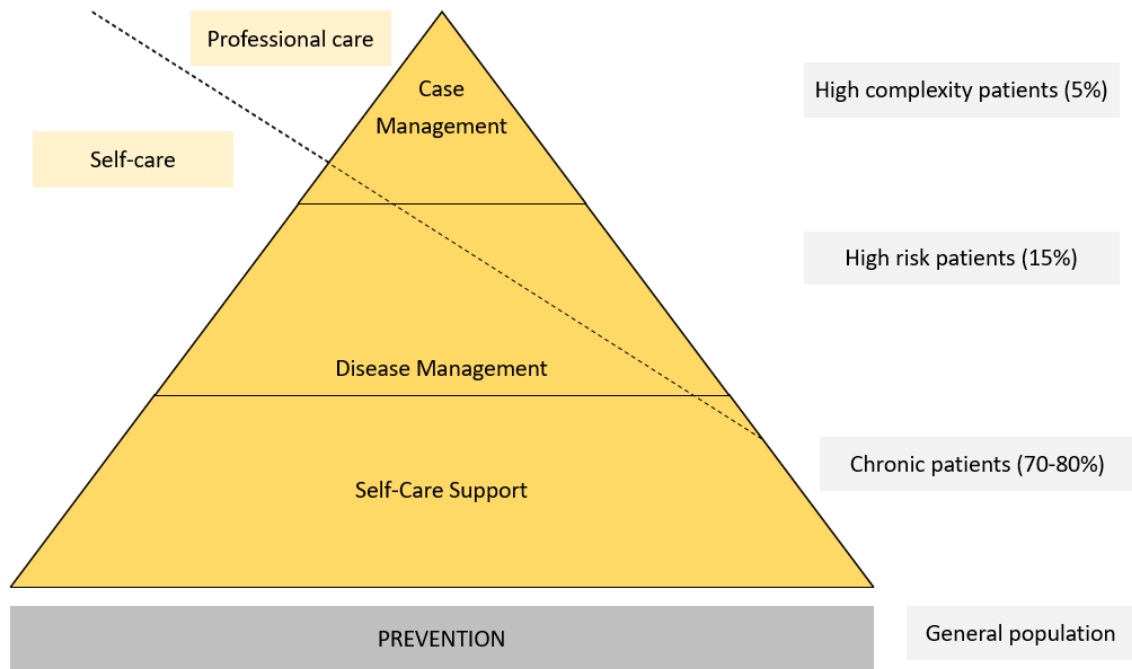 Professional care
Case
Management
High complexity patients (5%)
Self-care
High risk patients (15%)
Disease Management
Chronic patients (70-80%)
Self-Care Support
PREVENTION
General population